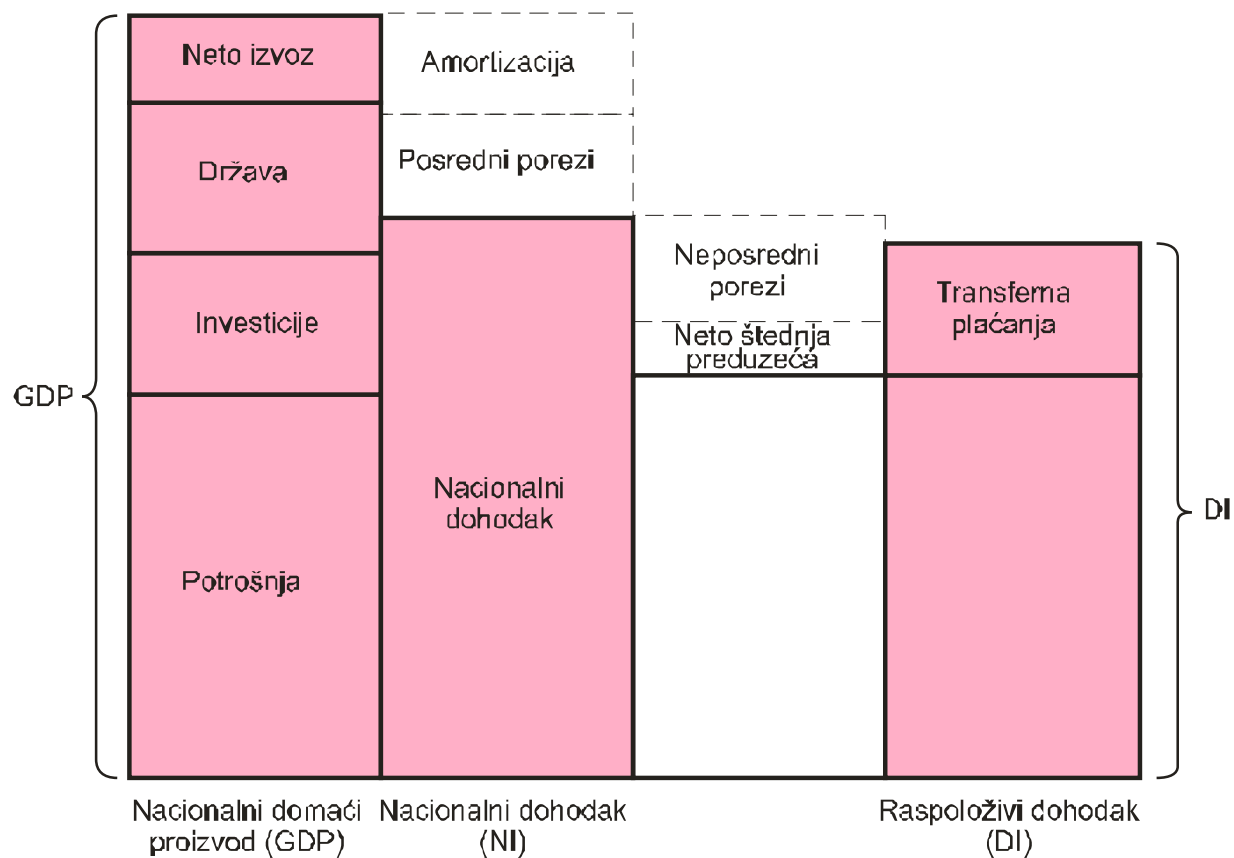 Neto izvoz
Amortizacija
Država
Posredni porezi
Neposredni
porezi
Transferna
plaćanja
Investicije
Neto štednja
preduzeća
GDP
Nacionalni
dohodak
DI
Potrošnja
Nacionalni domaći
proizvod (GDP)
Nacionalni dohodak
(NI)
Raspoloživi dohodak
(DI)